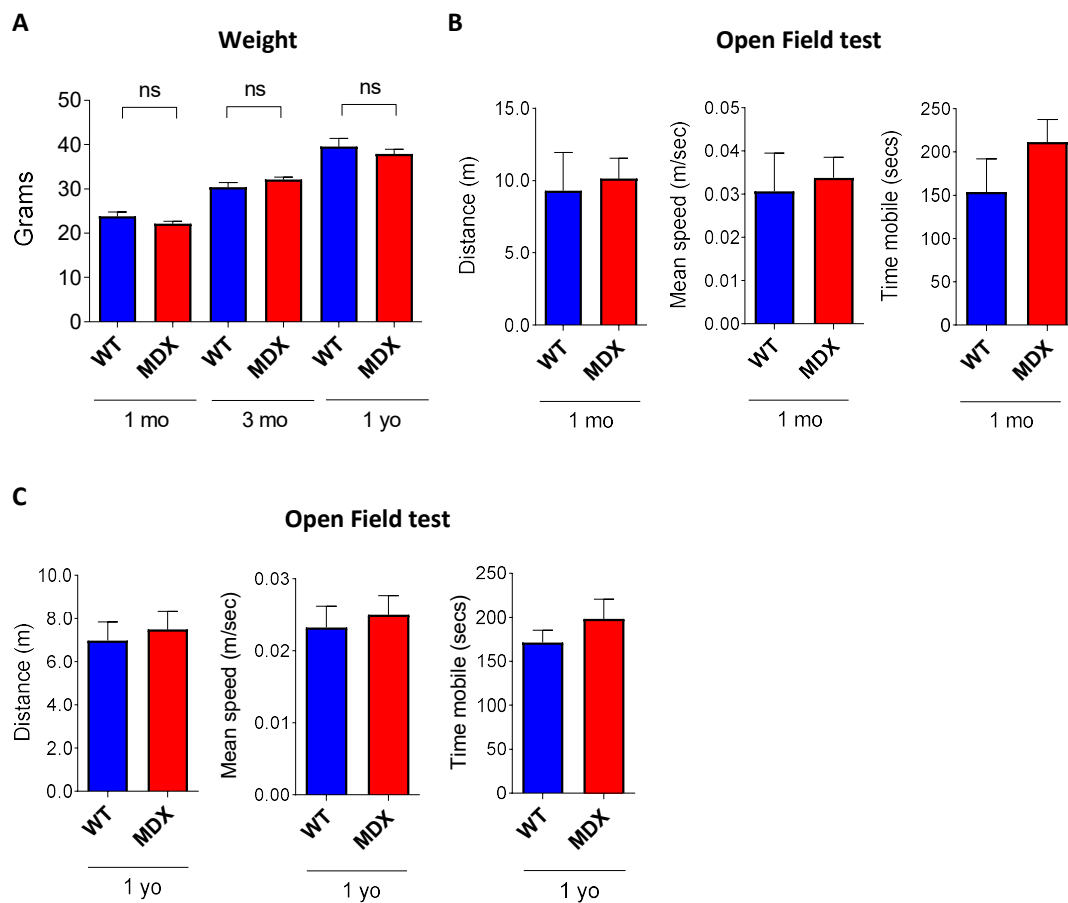 A
Weight
ns
ns
ns
Grams
50
40
30
20
10
0
WT
MDX
WT
MDX
WT
MDX
1 mo
3 mo
1 yo
B
Open Field test
Distance (m)
15.0
10.0
5.0
0.0
WT
MDX
1 mo
Mean speed (m/sec)
0.05
0.04
0.03
0.02
0.01
0.00
WT
MDX
1 mo
Time mobile (secs)
250
200
150
100
50
0
WT
MDX
1 mo
C
Open Field test
Distance (m)
10.0
8.0
6.0
4.0
2.0
0.0
WT
MDX
1 yo
Mean speed (m/sec)
0.03
0.02
0.01
0.00
WT
MDX
1 yo
Time mobile (secs)
250
200
150
100
50
0
WT
MDX
1 yo